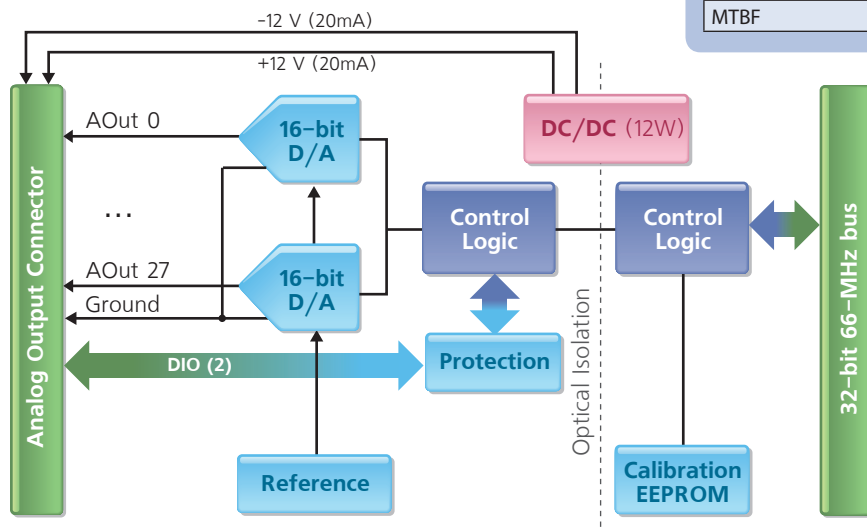 -12 V (20mA)
MTBF
+12 V (20mA)
AOut 0
16-bit
D/A
DC/DC (12W)
...
Control
Logic
Control
Logic
AOut 27
16-bit
D/A
Ground
DIO (2)
Protection
Analog Output Connector
Optical Isolation
32-bit 66-MHz bus
Reference
Calibration
EEPROM